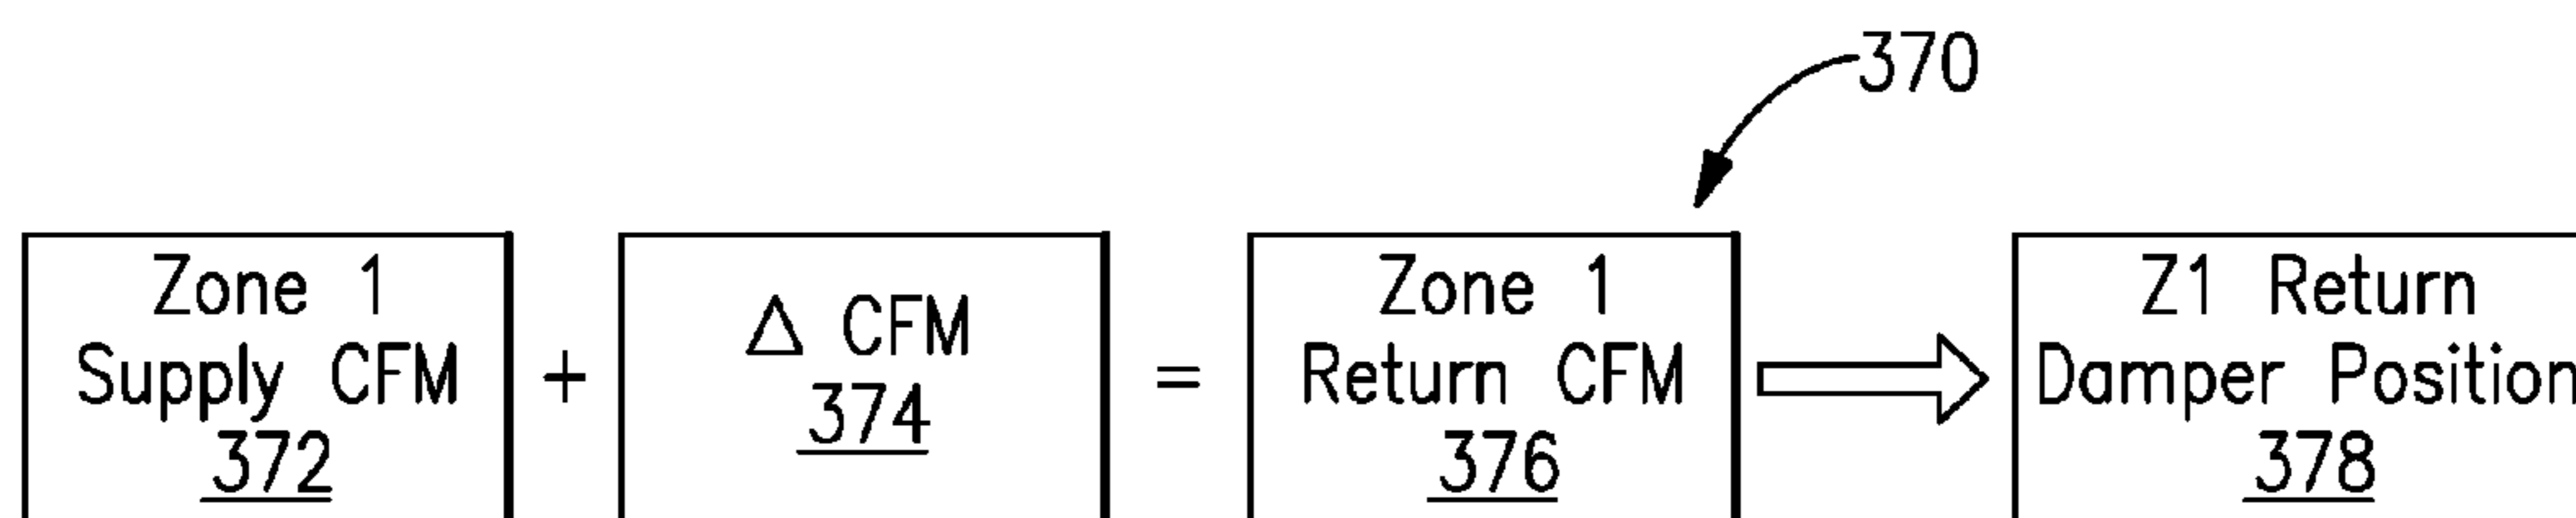 370
Zone 1
Supply CFM
372
+
Δ CFM
374
=
Zone 1
Return CFM
376
Z1 Return
Damper Position
378